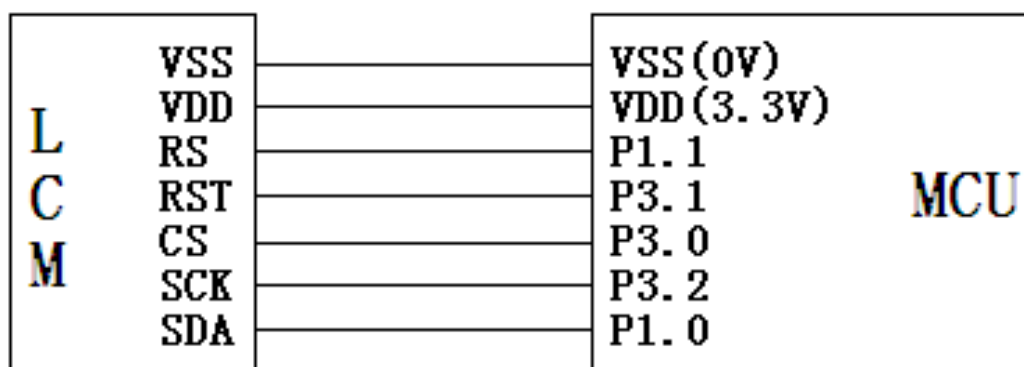 VSS VSS(0V)
VDD VDD(3.3V)
L RS P1.1
C RST P3.1 MCU
CS P3.0
M SCK P3.2
SDA P1.0